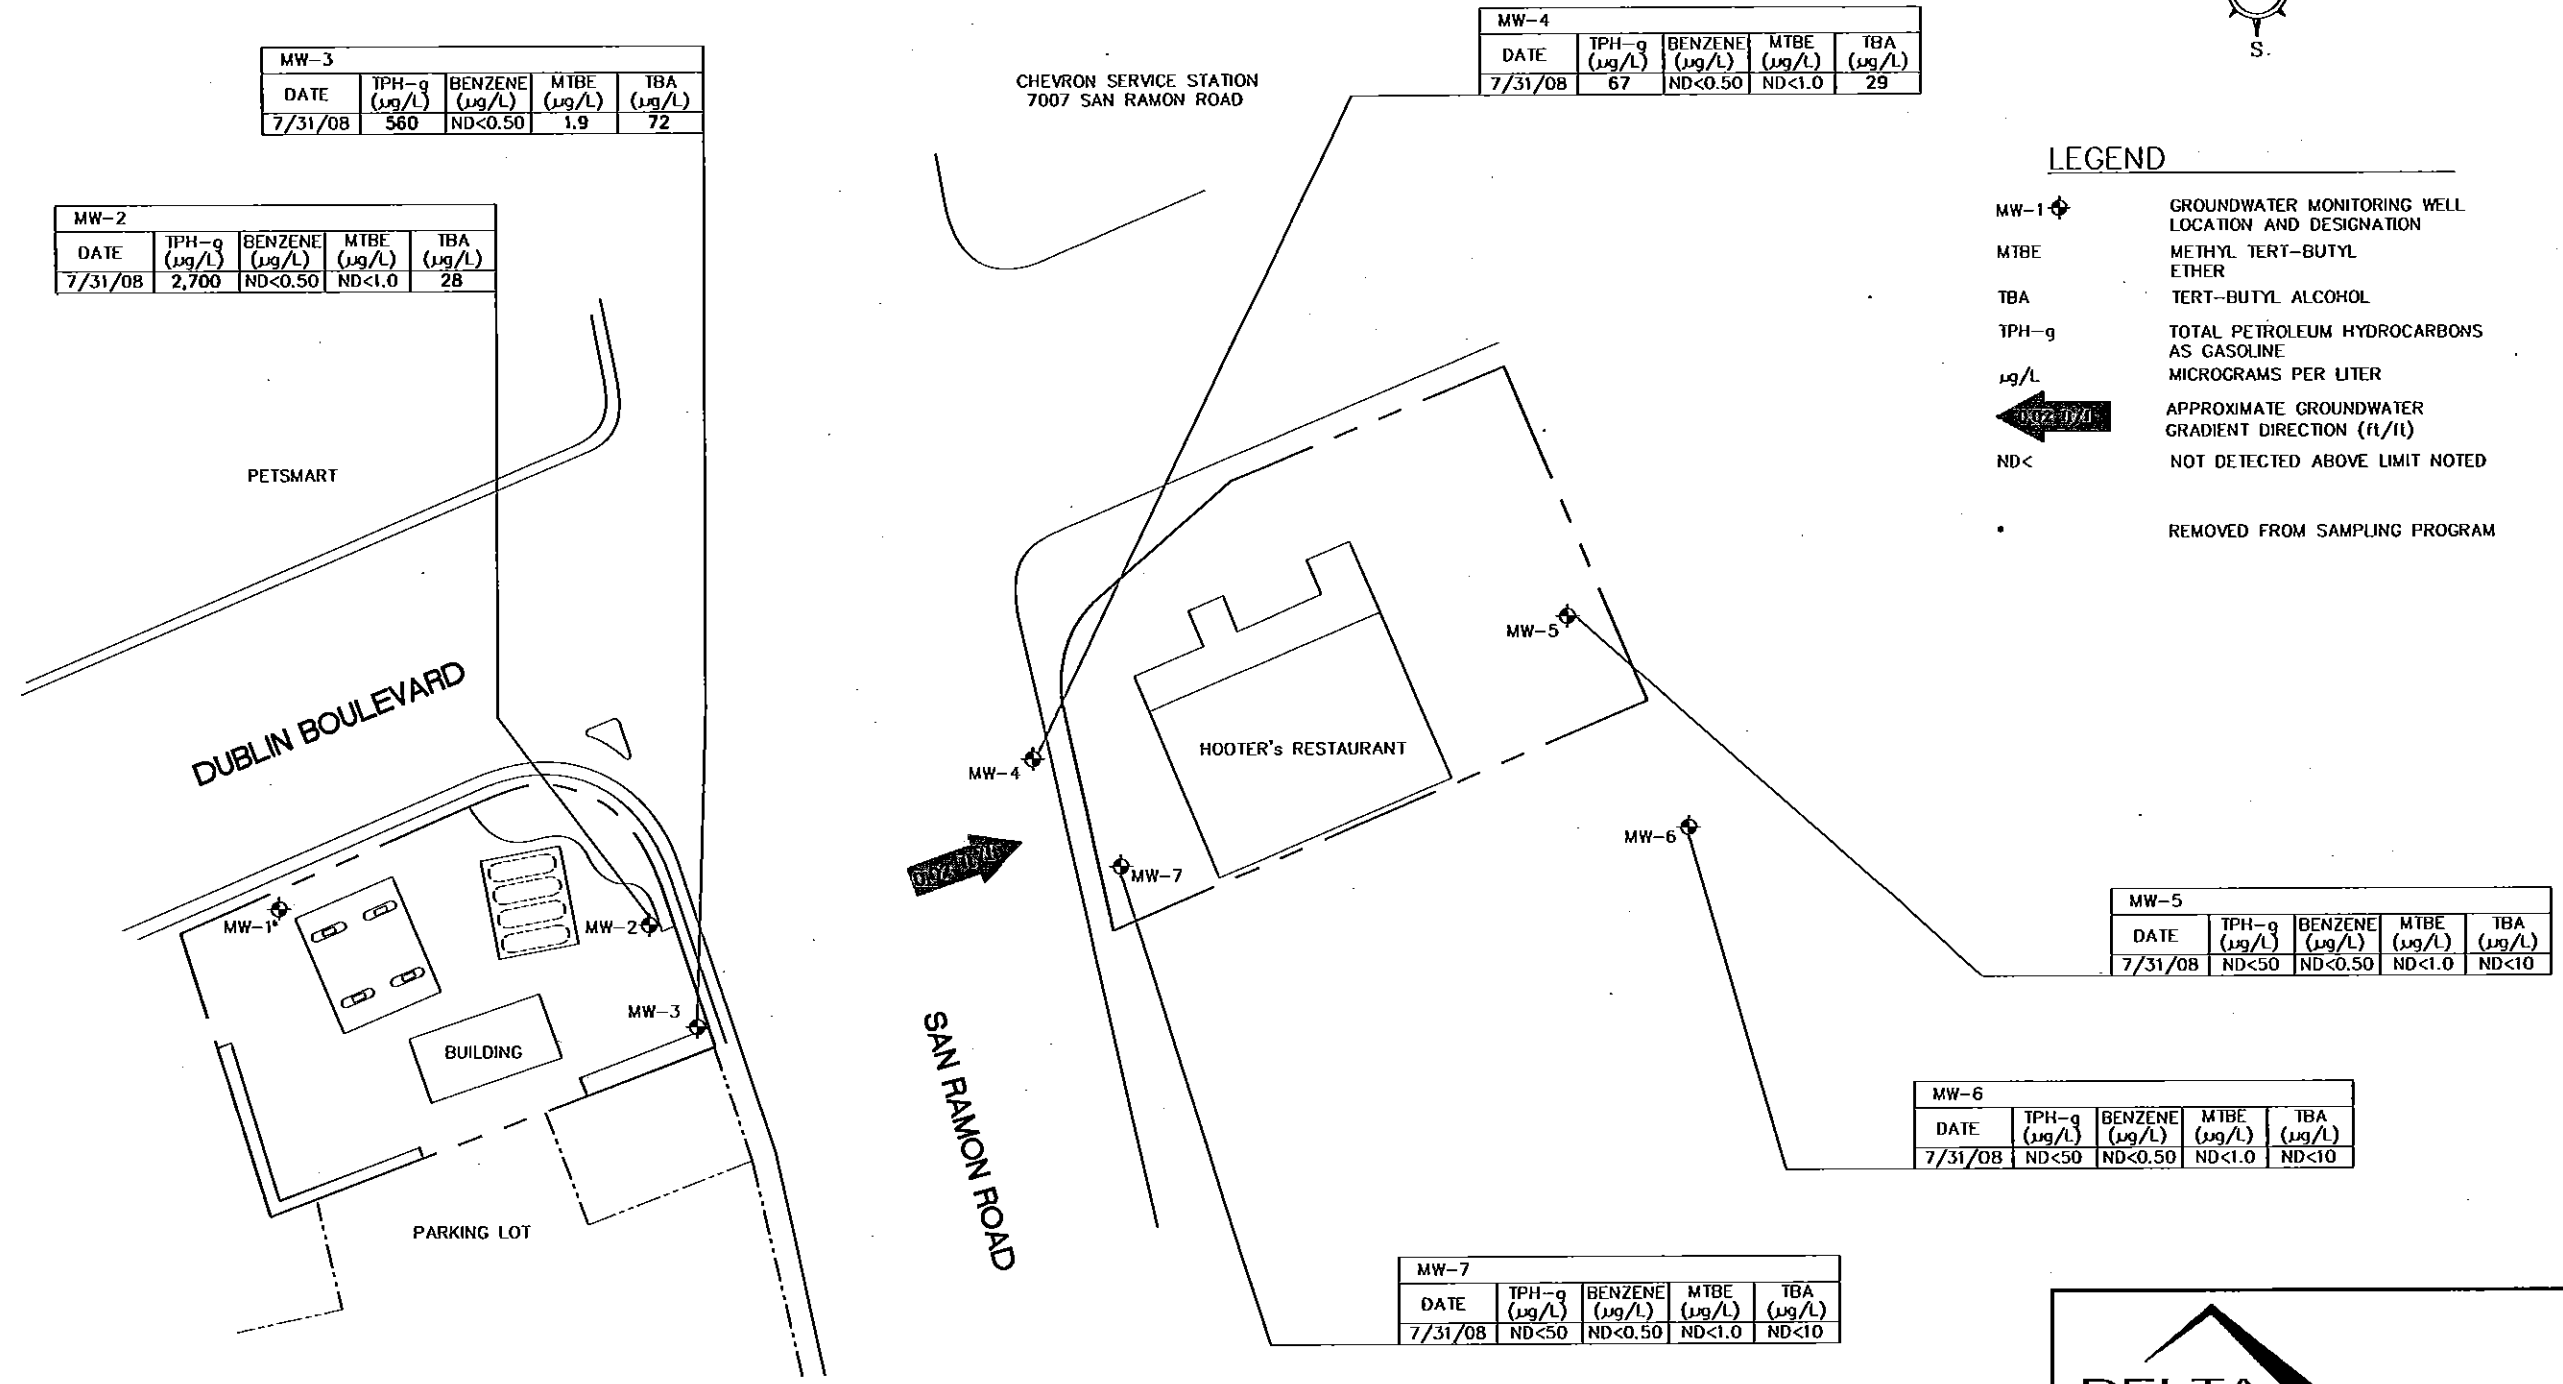 S.
MW-4
DATE TPH-g (µg/L) BENZENE (µg/L) MTBE (µg/L) TBA (µg/L)
7/31/08 67 ND<0.50 ND<1.0 29
MW-3
DATE TPH-g (µg/L) BENZENE (µg/L) MTBE (µg/L) TBA (µg/L)
7/31/08 560 ND<0.50 1.9 72
CHEVRON SERVICE STATION
7007 SAN RAMON ROAD
MW-2
DATE TPH-g (µg/L) BENZENE (µg/L) MTBE (µg/L) TBA (µg/L)
7/31/08 2,700 ND<0.50 ND<1.0 28
LEGEND
MW-1 GROUNDWATER MONITORING WELL
LOCATION AND DESIGNATION
MTBE METHYL TERT-BUTYL
ETHER
TBA TERT-BUTYL ALCOHOL
TPH-g TOTAL PETROLEUM HYDROCARBONS
AS GASOLINE
µg/L MICROGRAMS PER LITER
APPROXIMATE GROUNDWATER
GRADIENT DIRECTION (ft/ft)
ND< NOT DETECTED ABOVE LIMIT NOTED
* REMOVED FROM SAMPLING PROGRAM
PETSMART
DUBLIN BOULEVARD
MW-5
HOOTER's RESTAURANT
MW-4
MW-6
MW-7
MW-1*
MW-2
MW-3
BUILDING
SAN RAMON ROAD
PARKING LOT
MW-5
DATE TPH-g (µg/L) BENZENE (µg/L) MTBE (µg/L) TBA (µg/L)
7/31/08 ND<50 ND<0.50 ND<1.0 ND<10
MW-6
DATE TPH-g (µg/L) BENZENE (µg/L) MTBE (µg/L) TBA (µg/L)
7/31/08 ND<50 ND<0.50 ND<1.0 ND<10
MW-7
DATE TPH-g (µg/L) BENZENE (µg/L) MTBE (µg/L) TBA (µg/L)
7/31/08 ND<50 ND<0.50 ND<1.0 ND<10
DELTA